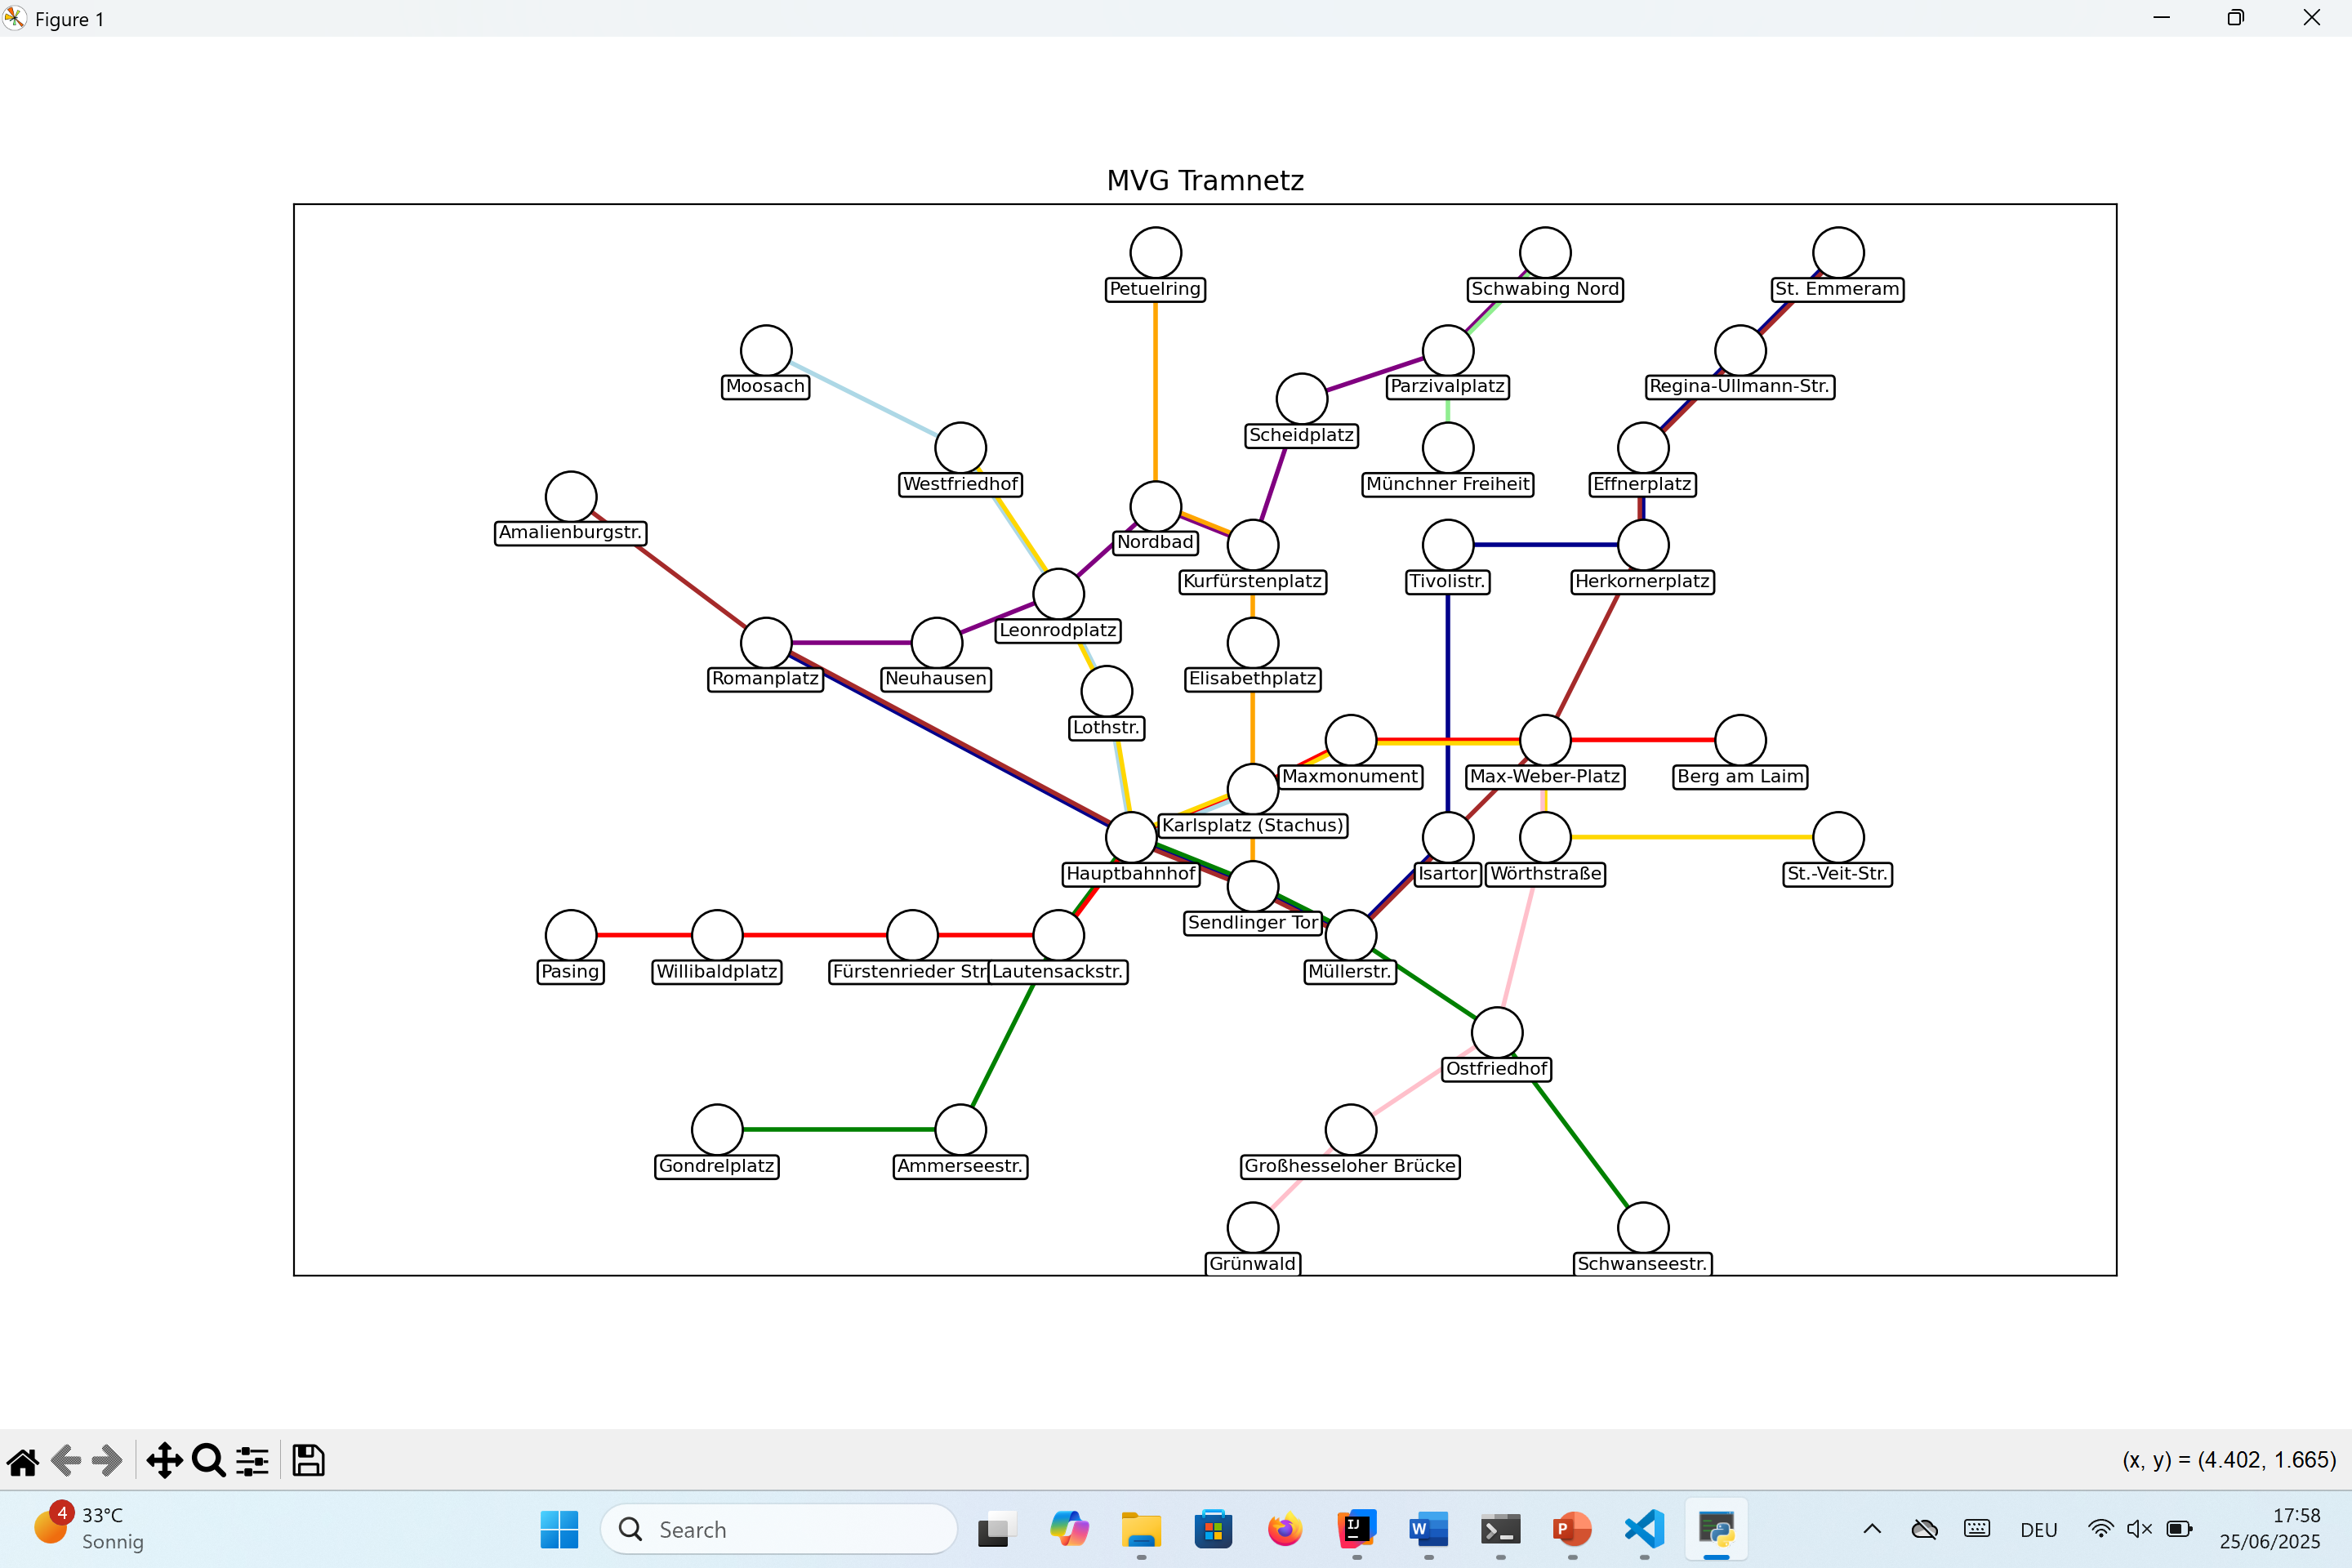 Figure 1
MVG Tramnetz
Petuelring
Schwabing Nord
St. Emmeram
Moosach
Parzivalplatz
Regina-Ullmann-Str.
Scheidplatz
Westfriedhof
Münchner Freiheit
Effnerplatz
Amalienburgstr.
Nordbad
Kurfürstenplatz
Tivolistr.
Herkornerplatz
Leonrodplatz
Romanplatz
Neuhausen
Elisabethplatz
Lothstr.
Maxmonument
Max-Weber-Platz
Berg am Laim
Karlsplatz (Stachus)
Hauptbahnhof
Isartor
Wörthstraße
St.-Veit-Str.
Sendlinger Tor
Pasing
Willibaldplatz
Fürstenrieder Str
Lautensackstr.
Müllerstr.
Ostfriedhof
Gondrelplatz
Ammerseestr.
Großhesseloher Brücke
Grünwald
Schwanseestr.
(x, y) = (4.402, 1.665)
4
33°C
Sonnig
Search
IJ
W
P
DEU
17:58
25/06/2025